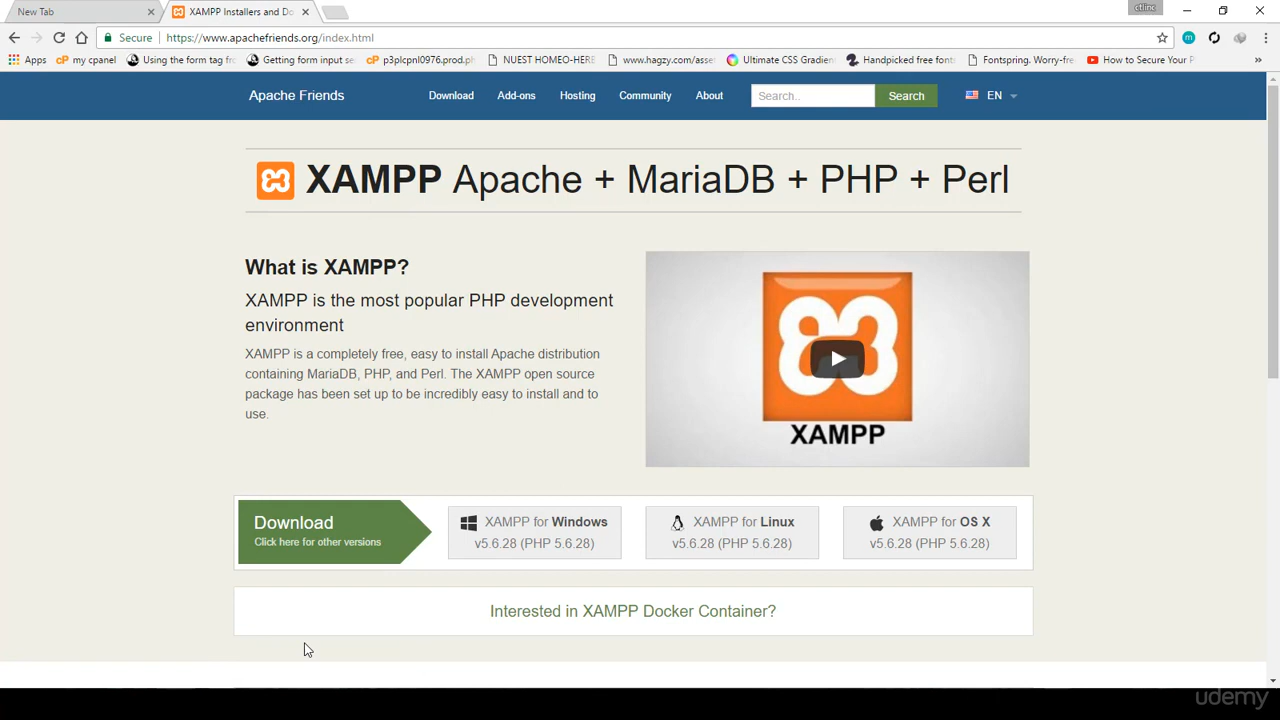 New Tab
XAMPP Installers and Do
ctlinc
Secure https://www.apachefriends.org/index.html
Apps my cpanel Using the form tag fro Getting form input se p3plcpnl0976.prod.ph NUEST HOMEO-HERB www.hagzy.com/asse Ultimate CSS Gradien Handpicked free fonts Fontspring. Worry-fre How to Secure Your P »
Apache Friends Download Add-ons Hosting Community About Search.. Search EN
XAMPP Apache + MariaDB + PHP + Perl
What is XAMPP?
XAMPP is the most popular PHP development
environment
XAMPP is a completely free, easy to install Apache distribution
containing MariaDB, PHP, and Perl. The XAMPP open source
package has been set up to be incredibly easy to install and to
use.
XAMPP
Download
Click here for other versions
XAMPP for Windows
v5.6.28 (PHP 5.6.28)
XAMPP for Linux
v5.6.28 (PHP 5.6.28)
XAMPP for OS X
v5.6.28 (PHP 5.6.28)
Interested in XAMPP Docker Container?
udemy